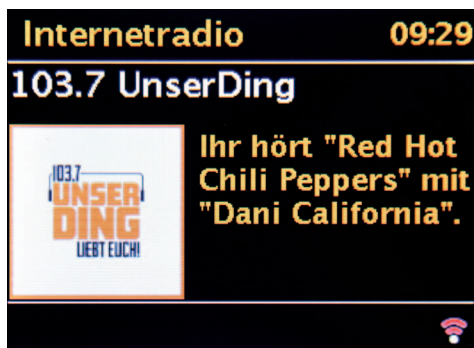 Internetradio 09:29
103.7 UnserDing
103.7
UNSER
DING
LIEBT EUCH!
Ihr hört "Red Hot
Chili Peppers" mit
"Dani California".